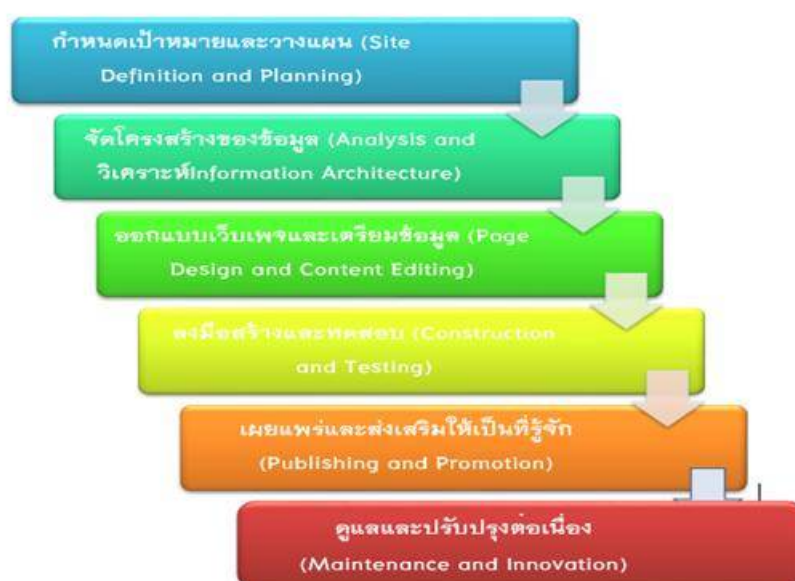 กำหนดเป้าหมายและวางแผน (Site
Definition and Planning)
จัดโครงสร้างของข้อมูล (Analysis and
วิเคราะห์Information Architecture)
ออกแบบเว็บเพจและเตรียมข้อมูล (Page
Design and Content Editing)
ลงมือสร้างและทดสอบ (Construction
and Testing)
เผยแพร่และส่งเสริมให้เป็นที่รู้จัก
(Publishing and Promotion)
ดูแลและปรับปรุงต่อเนื่อง
(Maintenance and Innovation)